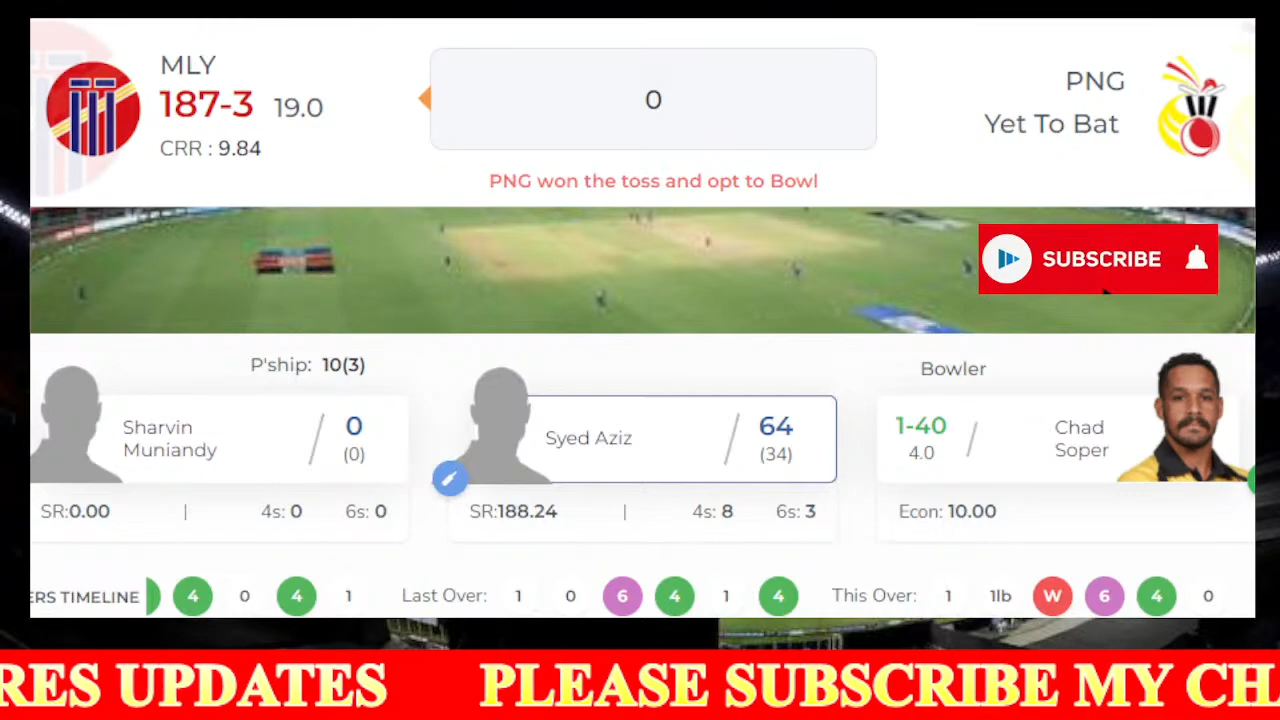 MLY
187-3 19.0
CRR : 9.84
0
PNG
Yet To Bat
PNG won the toss and opt to Bowl
SUBSCRIBE
P'ship: 10(3)
Sharvin
Muniandy
0
(0)
SR:0.00 | 4s: 0 6s: 0
Syed Aziz
64
(34)
SR:188.24 | 4s: 8 6s: 3
Bowler
1-40
4.0
Chad
Soper
Econ: 10.00
ERS TIMELINE 4 0 4 1 Last Over: 1 0 6 4 1 4 This Over: 1 1lb W 6 4 0
RES UPDATES PLEASE SUBSCRIBE MY CH